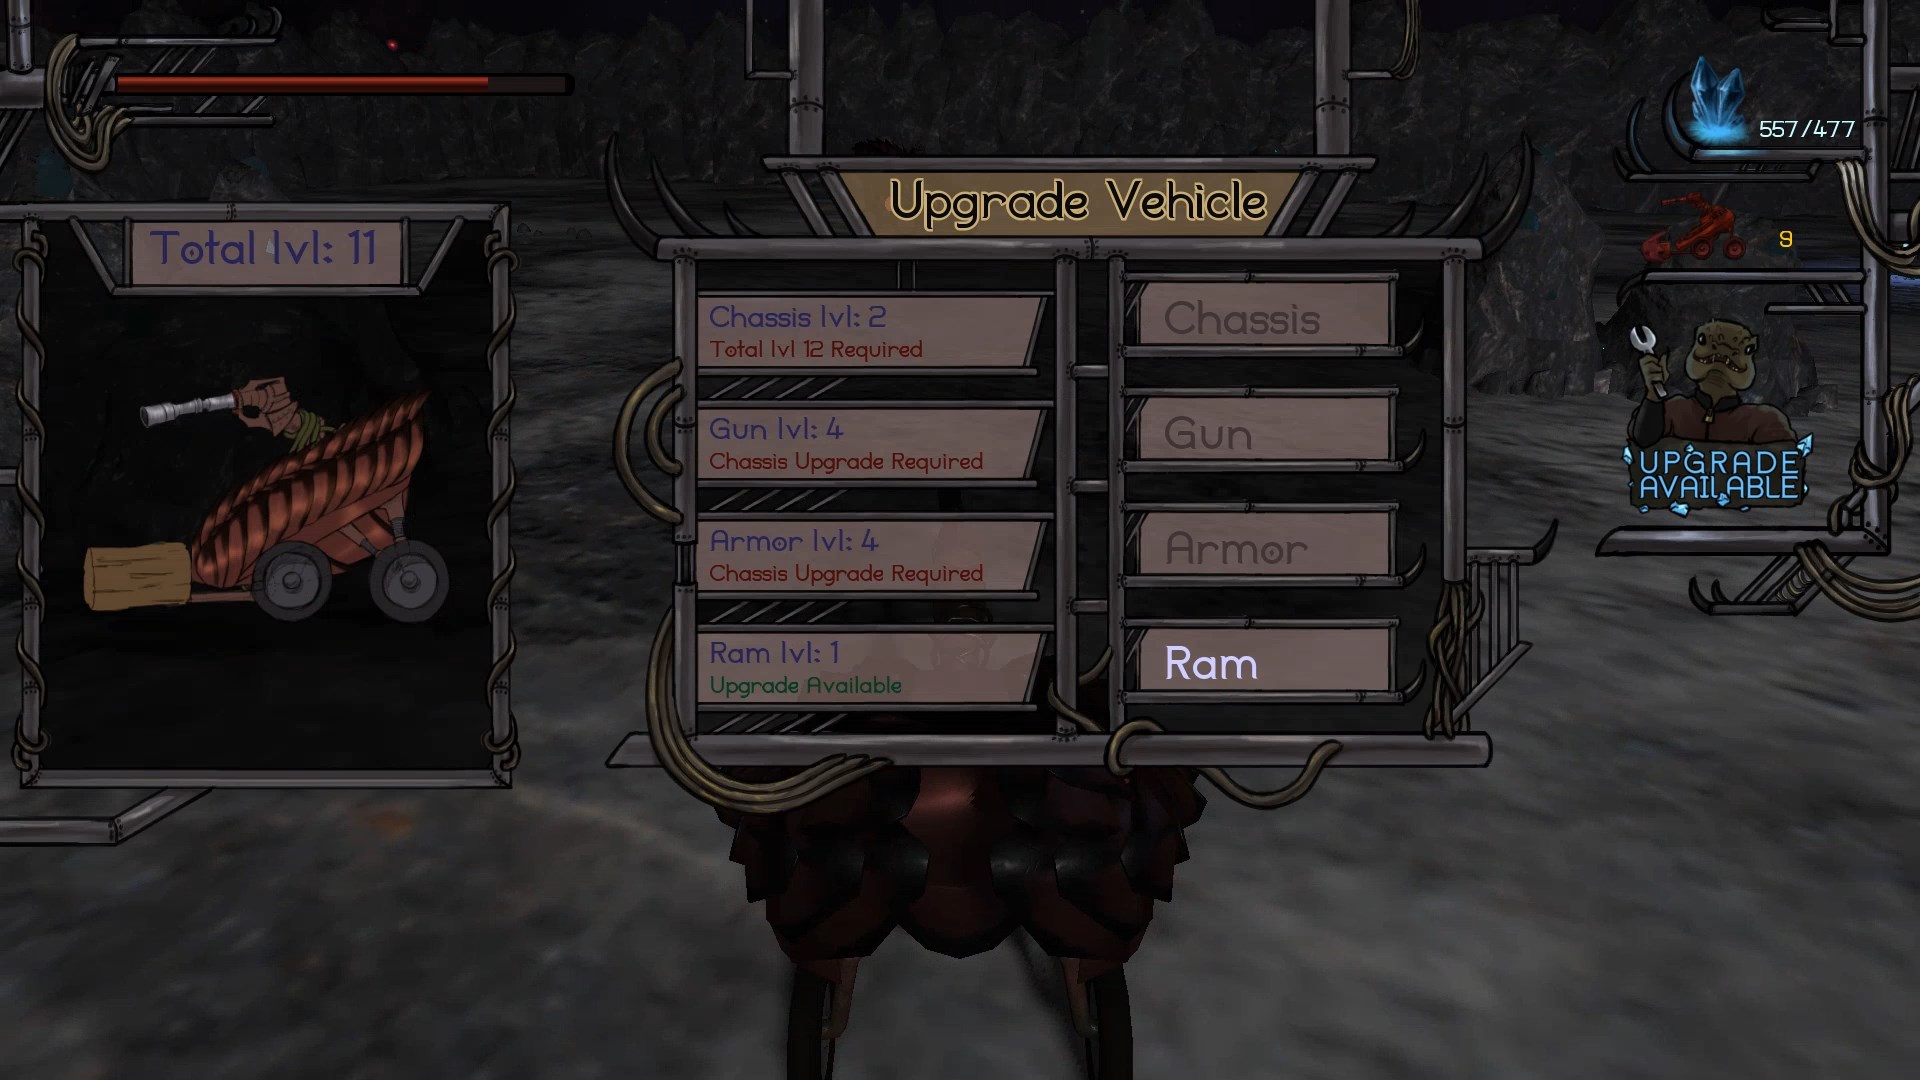 557/477
Upgrade Vehicle
Total lvl: 11
9
Chassis lvl: 2
Total lvl 12 Required
Chassis
Gun lvl: 4
Chassis Upgrade Required
Gun
UPGRADE
AVAILABLE
Armor lvl: 4
Chassis Upgrade Required
Armor
Ram lvl: 1
Upgrade Available
Ram